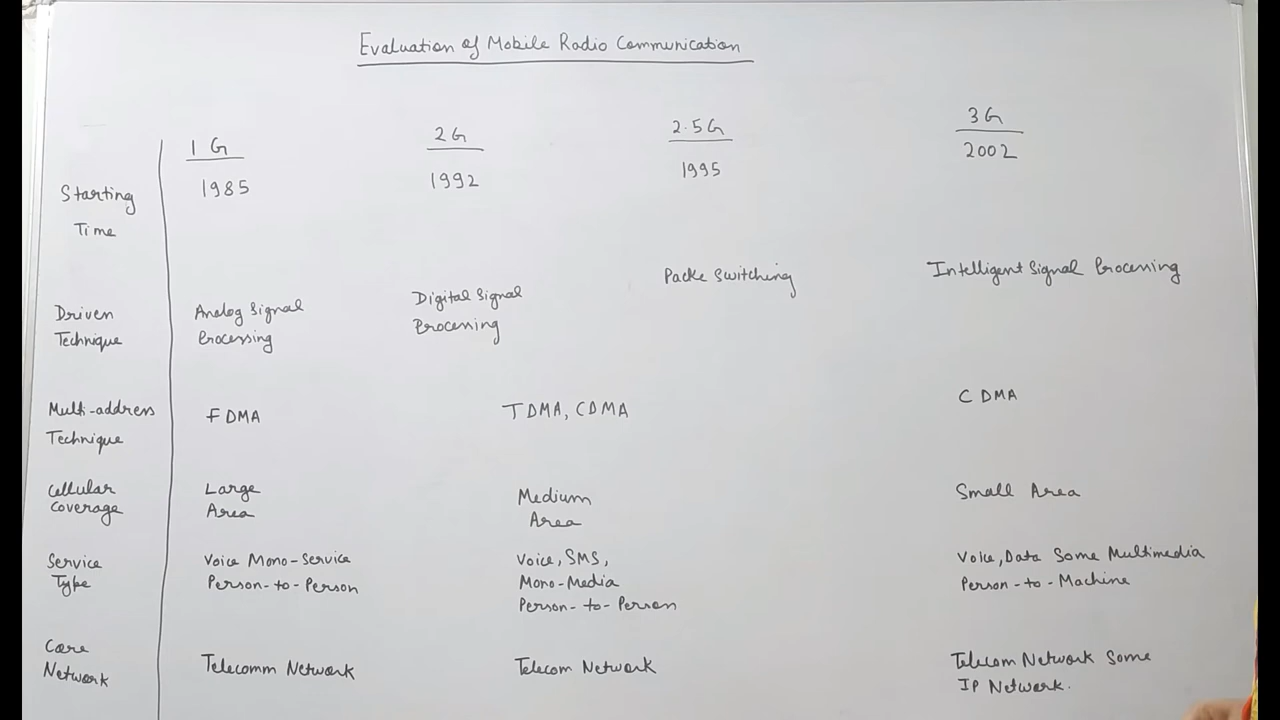 Evaluation of Mobile Radio Communication
1 G 2 G 2.5 G 3 G
Starting 1985 1992 1995 2002
Time
Driven Analog Signal Digital Signal Packe Switching Intelligent Signal Processing
Technique Processing Processing
Multi-address FDMA TDMA, CDMA CDMA
Technique
Cellular Large Medium Small Area
Coverage Area Area
Service Voice Mono-Service Voice, SMS, Voice, Data Some Multimedia
Type Person-to-Person Mono-Media Person-to-Machine
Person-to-Person
Core Telecomm Network Telecom Network Telecom Network Some
Network IP Network.